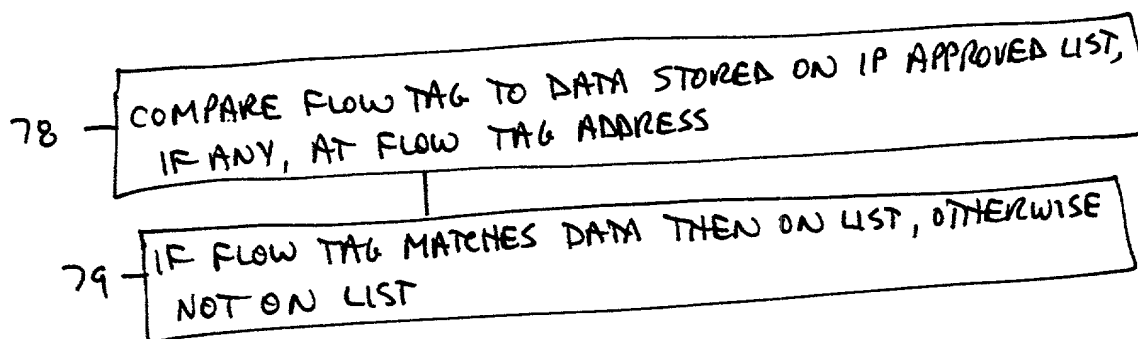 78 COMPARE FLOW TAG TO DATA STORED ON IP APPROVED LIST,
IF ANY, AT FLOW TAG ADDRESS
79 IF FLOW TAG MATCHES DATA THEN ON LIST, OTHERWISE
NOT ON LIST